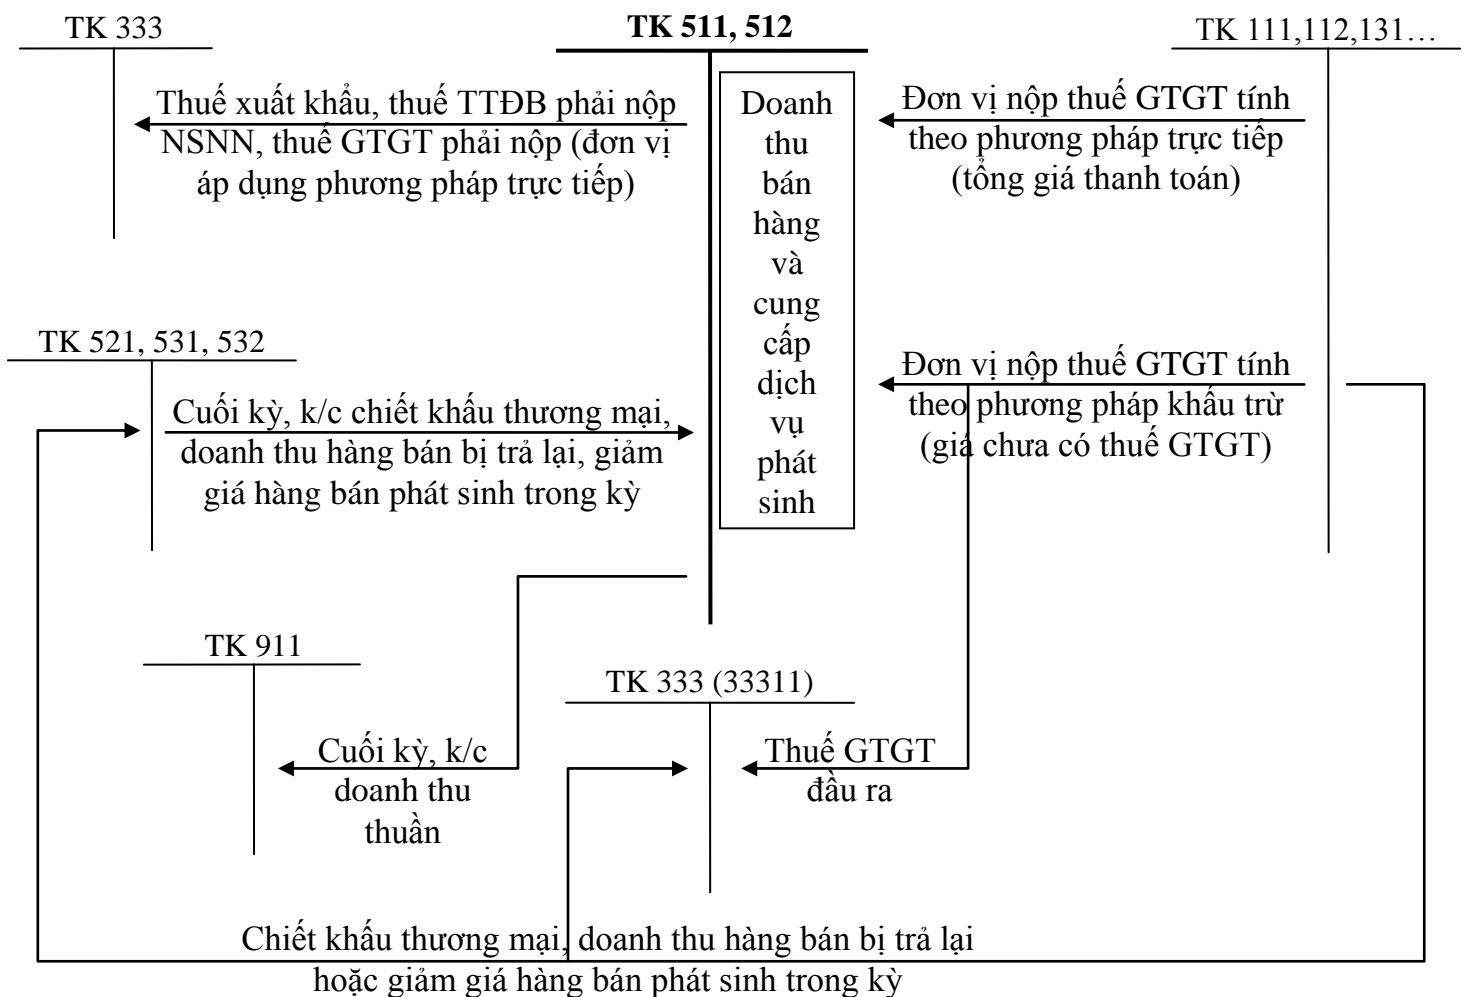 TK 333
TK 511, 512
TK 111,112,131…
Thuế xuất khẩu, thuế TTĐB phải nộp
NSNN, thuế GTGT phải nộp (đơn vị
áp dụng phương pháp trực tiếp)
Doanh
thu
bán
hàng
và
cung
cấp
dịch
vụ
phát
sinh
Đơn vị nộp thuế GTGT tính
theo phương pháp trực tiếp
(tổng giá thanh toán)
TK 521, 531, 532
Cuối kỳ, k/c chiết khấu thương mại,
doanh thu hàng bán bị trả lại, giảm
giá hàng bán phát sinh trong kỳ
Đơn vị nộp thuế GTGT tính
theo phương pháp khấu trừ
(giá chưa có thuế GTGT)
TK 911
Cuối kỳ, k/c
doanh thu
thuần
TK 333 (33311)
Thuế GTGT
đầu ra
Chiết khấu thương mại, doanh thu hàng bán bị trả lại
hoặc giảm giá hàng bán phát sinh trong kỳ